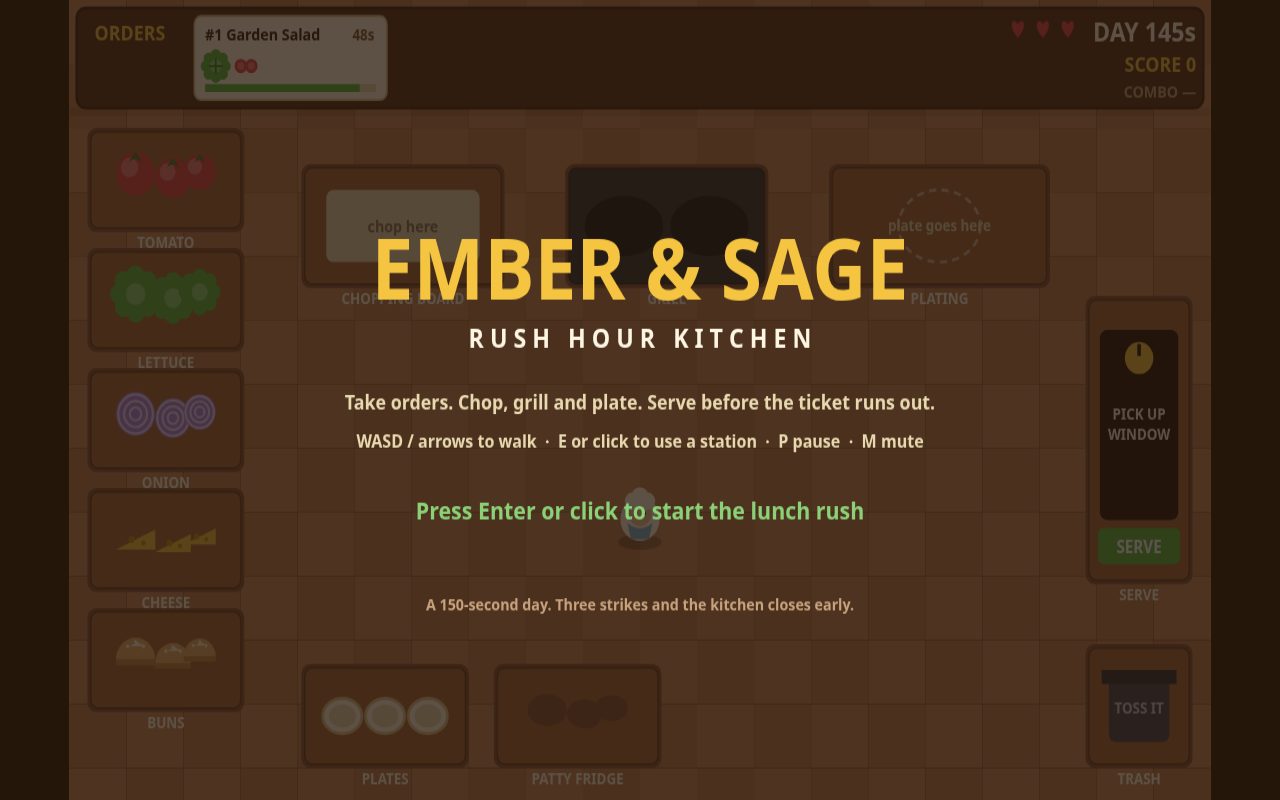 ORDERS
#1 Garden Salad 48s
DAY 145s
SCORE 0
COMBO —
TOMATO
LETTUCE
ONION
CHEESE
BUNS
chop here
CHOPPING BOARD
GRILL
plate goes here
PLATING
EMBER & SAGE
RUSH HOUR KITCHEN
Take orders. Chop, grill and plate. Serve before the ticket runs out.
WASD / arrows to walk · E or click to use a station · P pause · M mute
Press Enter or click to start the lunch rush
A 150-second day. Three strikes and the kitchen closes early.
PICK UP
WINDOW
SERVE
SERVE
PLATES
PATTY FRIDGE
TOSS IT
TRASH